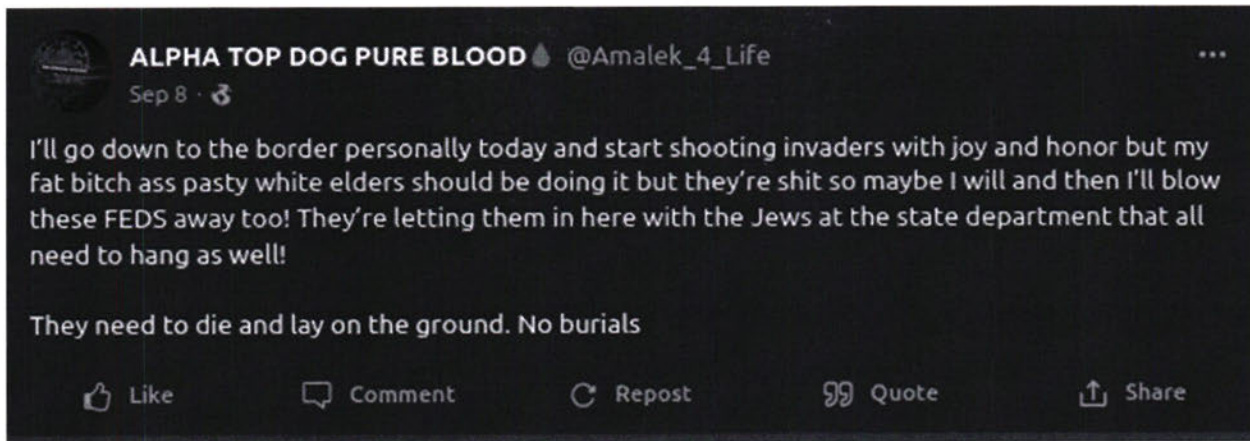 ALPHA TOP DOG PURE BLOOD @Amalek_4_Life
Sep 8 ·
I'll go down to the border personally today and start shooting invaders with joy and honor but my
fat bitch ass pasty white elders should be doing it but they're shit so maybe I will and then I'll blow
these FEDS away too! They're letting them in here with the Jews at the state department that all
need to hang as well!
They need to die and lay on the ground. No burials
Like Comment Repost Quote Share